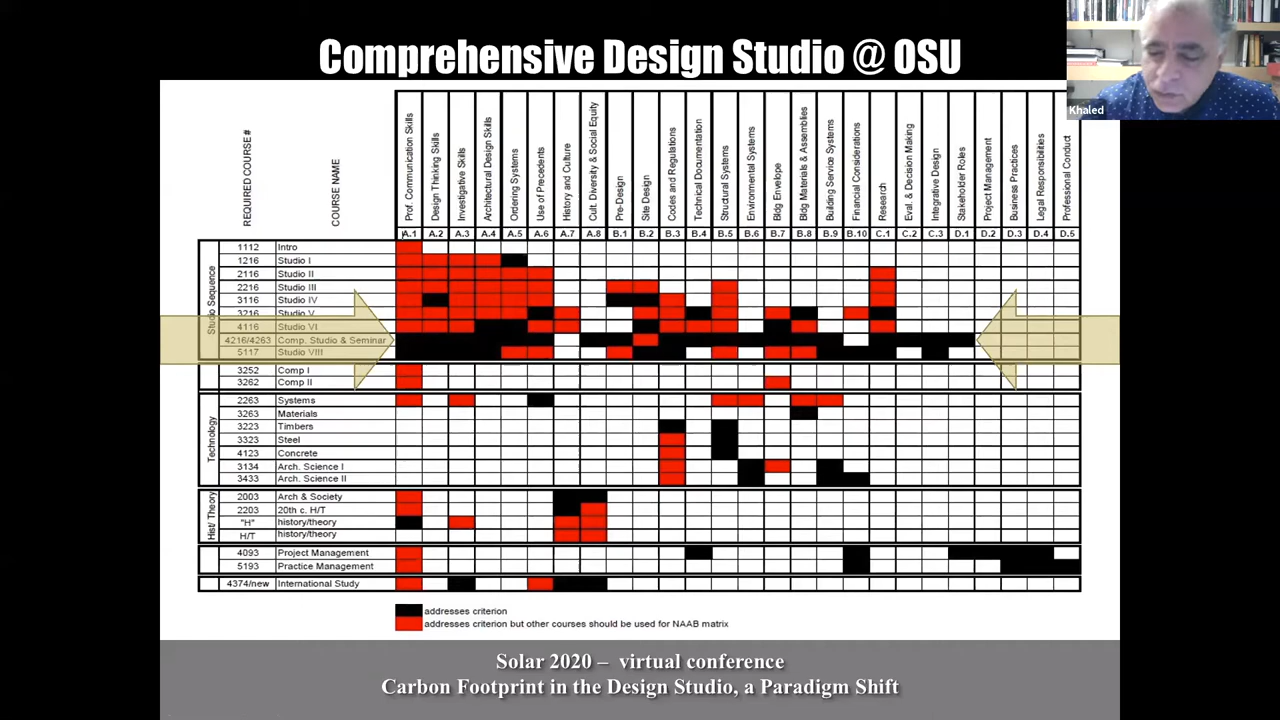 Comprehensive Design Studio @ OSU
Khaled
REQUIRED COURSE #
COURSE NAME
Prof. Communication Skills
Design Thinking Skills
Investigative Skills
Architectural Design Skills
Ordering Systems
Use of Precedents
History and Culture
Cult. Diversity & Social Equity
Pre-Design
Site Design
Codes and Regulations
Technical Documentation
Structural Systems
Environmental Systems
Bldg Envelope
Bldg Materials & Assemblies
Building Service Systems
Financial Considerations
Research
Eval. & Decision Making
Integrative Design
Stakeholder Roles
Project Management
Business Practices
Legal Responsibilities
Professional Conduct
A.1 A.2 A.3 A.4 A.5 A.6 A.7 A.8 B.1 B.2 B.3 B.4 B.5 B.6 B.7 B.8 B.9 B.10 C.1 C.2 C.3 D.1 D.2 D.3 D.4 D.5
Studio Sequence
1112 Intro
1216 Studio I
2116 Studio II
2216 Studio III
3116 Studio IV
3216 Studio V
4116 Studio VI
4216/4263 Comp. Studio & Seminar
5117 Studio VIII
3252 Comp I
3262 Comp II
Technology
2263 Systems
3263 Materials
3223 Timbers
3323 Steel
4123 Concrete
3134 Arch. Science I
3433 Arch. Science II
Hist/ Theory
2003 Arch & Society
2203 20th c. H/T
"H" history/theory
H/T history/theory
4093 Project Management
5193 Practice Management
4374/new International Study
addresses criterion
addresses criterion but other courses should be used for NAAB matrix
Solar 2020 – virtual conference
Carbon Footprint in the Design Studio, a Paradigm Shift